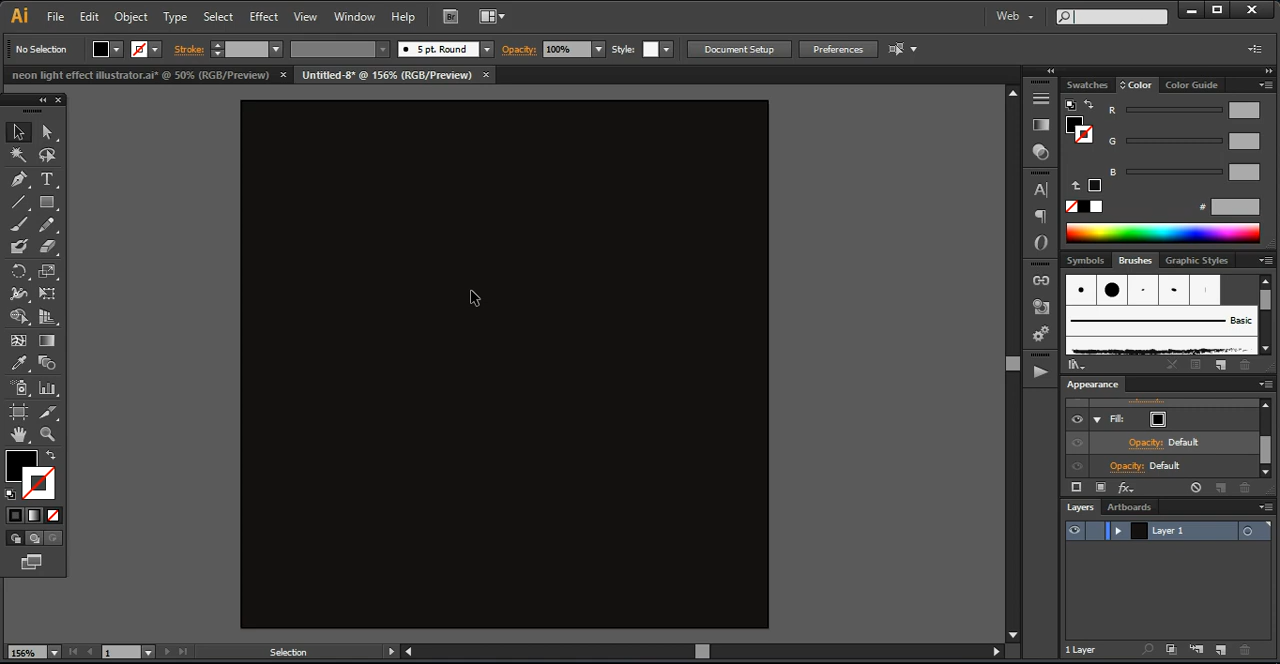 Ai File Edit Object Type Select Effect View Window Help Br Web
No Selection Stroke: 5 pt. Round Opacity: 100% Style: Document Setup Preferences
neon light effect illustrator.ai* @ 50% (RGB/Preview) × Untitled-8* @ 156% (RGB/Preview) ×
Swatches Color Color Guide
R
G
B
#
Symbols Brushes Graphic Styles
Basic
Appearance
Fill:
Opacity: Default
Opacity: Default
fx
Layers Artboards
Layer 1
1 Layer
156% 1 Selection